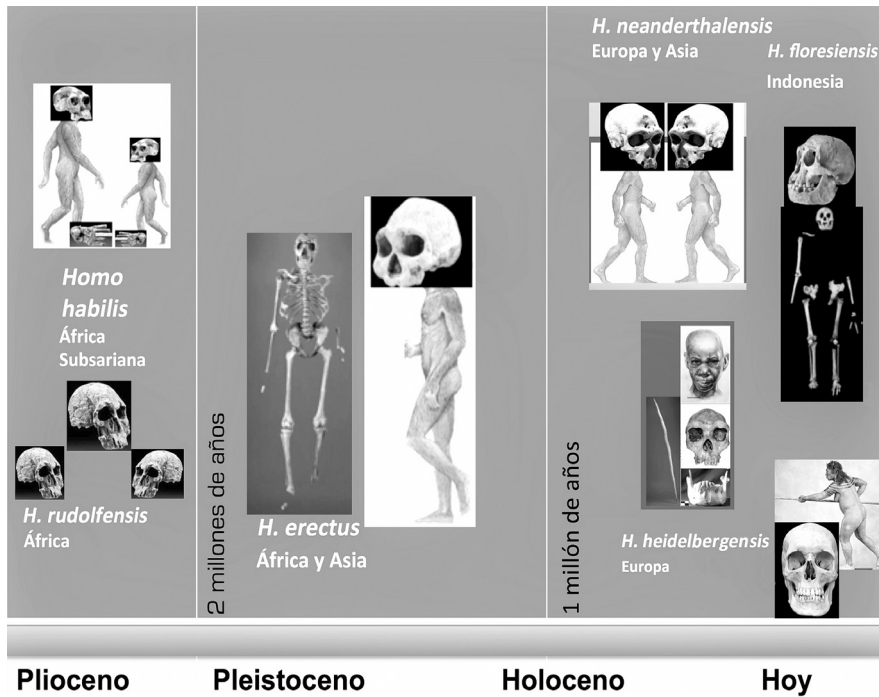 H. neanderthalensis
Europa y Asia
H. floresiensis
Indonesia
Homo
habilis
África
Subsariana
H. rudolfensis
África
2 millones de años
H. erectus
África y Asia
1 millón de años
H. heidelbergensis
Europa
Plioceno
Pleistoceno
Holoceno
Hoy